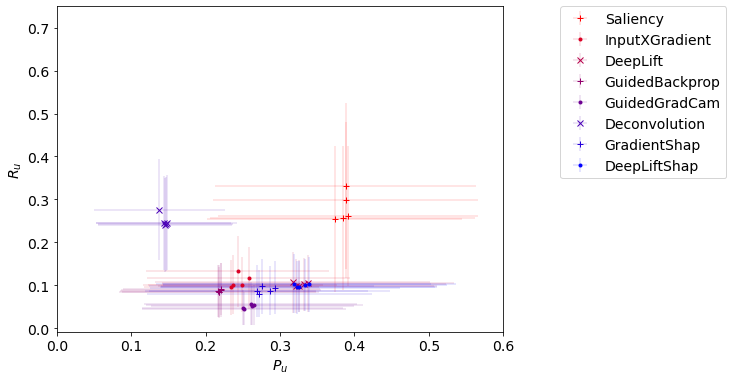 0.7
0.6
0.5
0.4
0.3
0.2
0.1
0.0
R_u
0.0 0.1 0.2 0.3 0.4 0.5 0.6
P_u
Saliency
InputXGradient
DeepLift
GuidedBackprop
GuidedGradCam
Deconvolution
GradientShap
DeepLiftShap